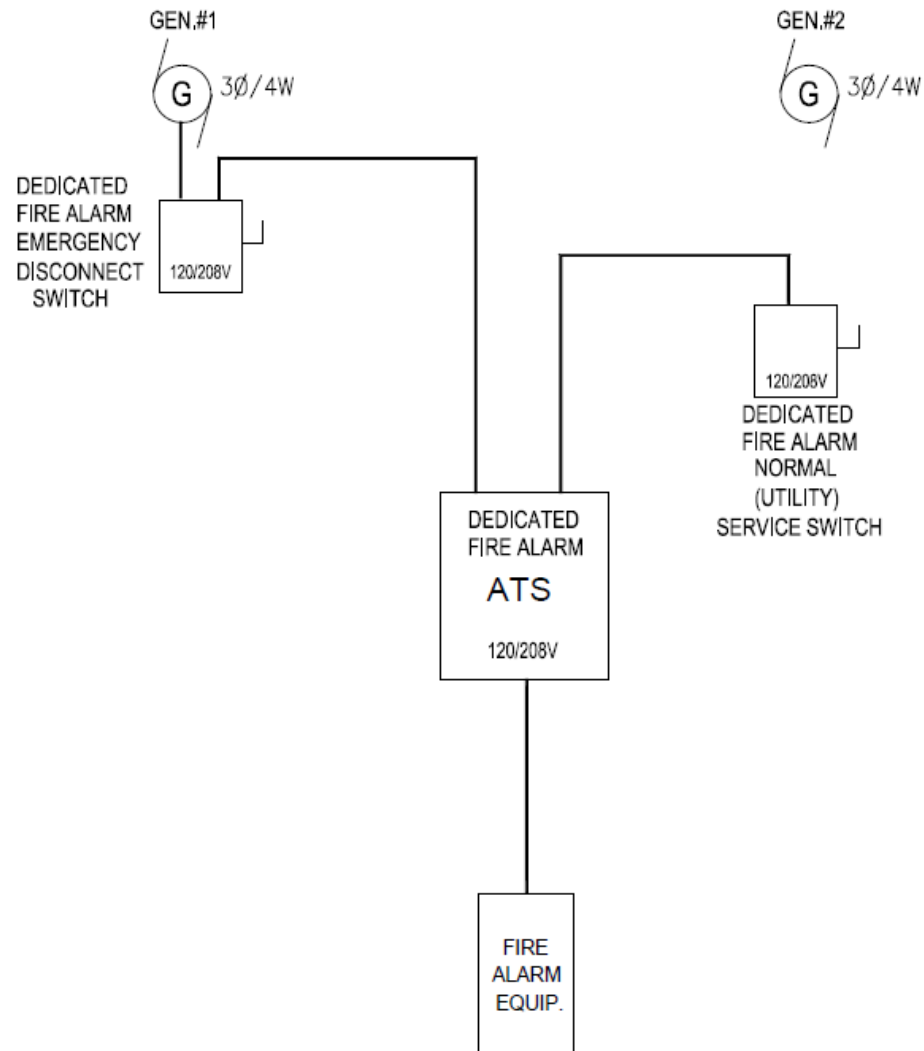 GEN.#1
G
3Ø/4W
GEN.#2
G
3Ø/4W
DEDICATED
FIRE ALARM
EMERGENCY
DISCONNECT
SWITCH
120/208V
120/208V
DEDICATED
FIRE ALARM
NORMAL
(UTILITY)
SERVICE SWITCH
DEDICATED
FIRE ALARM
ATS
120/208V
FIRE
ALARM
EQUIP.